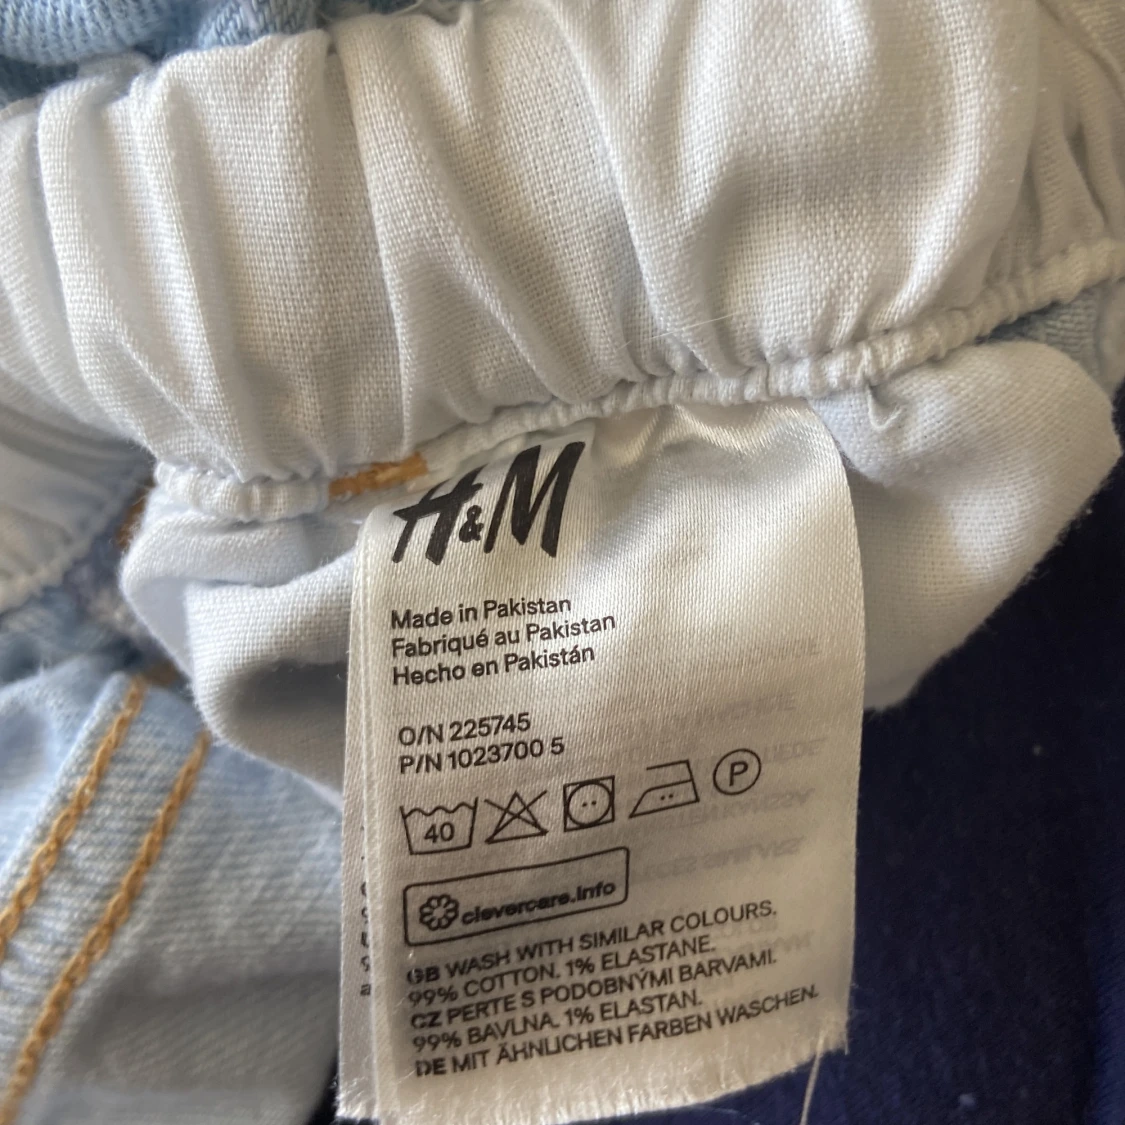 H&M
Made in Pakistan
Fabriqué au Pakistan
Hecho en Pakistán
O/N 225745
P/N 1023700 5
40
P
clevercare.info
GB WASH WITH SIMILAR COLOURS.
99% COTTON. 1% ELASTANE.
CZ PERTE S PODOBNÝMI BARVAMI.
99% BAVLNA. 1% ELASTAN.
DE MIT ÄHNLICHEN FARBEN WASCHEN.